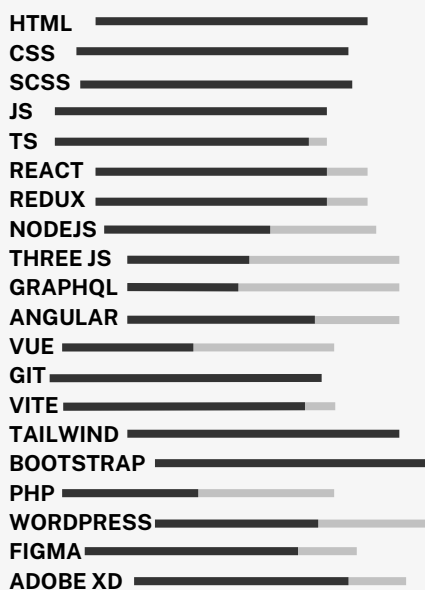 HTML
CSS
SCSS
JS
TS
REACT
REDUX
NODEJS
THREE JS
GRAPHQL
ANGULAR
VUE
GIT
VITE
TAILWIND
BOOTSTRAP
PHP
WORDPRESS
FIGMA
ADOBE XD